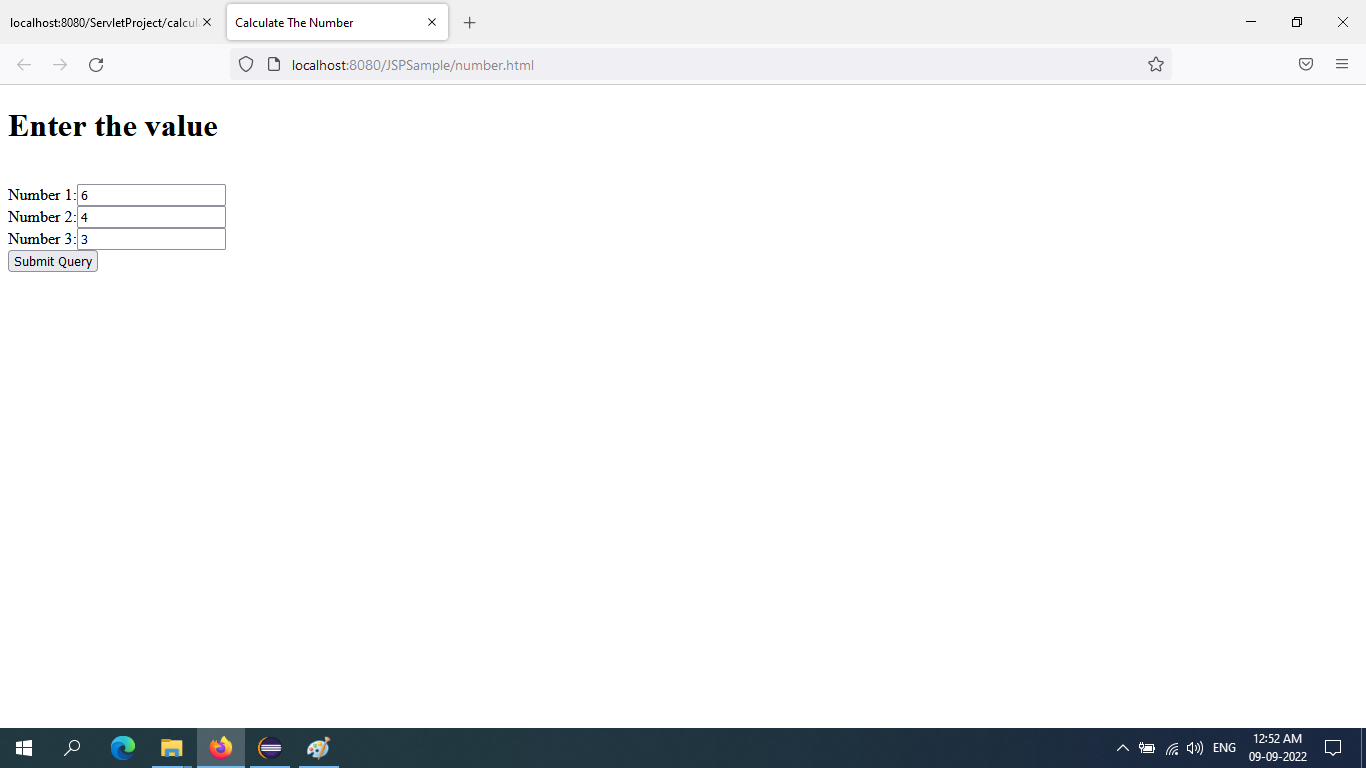 localhost:8080/ServletProject/calcul
Calculate The Number
localhost:8080/JSPSample/number.html
Enter the value
Number 1:6
Number 2:4
Number 3:3
Submit Query
ENG
12:52 AM
09-09-2022